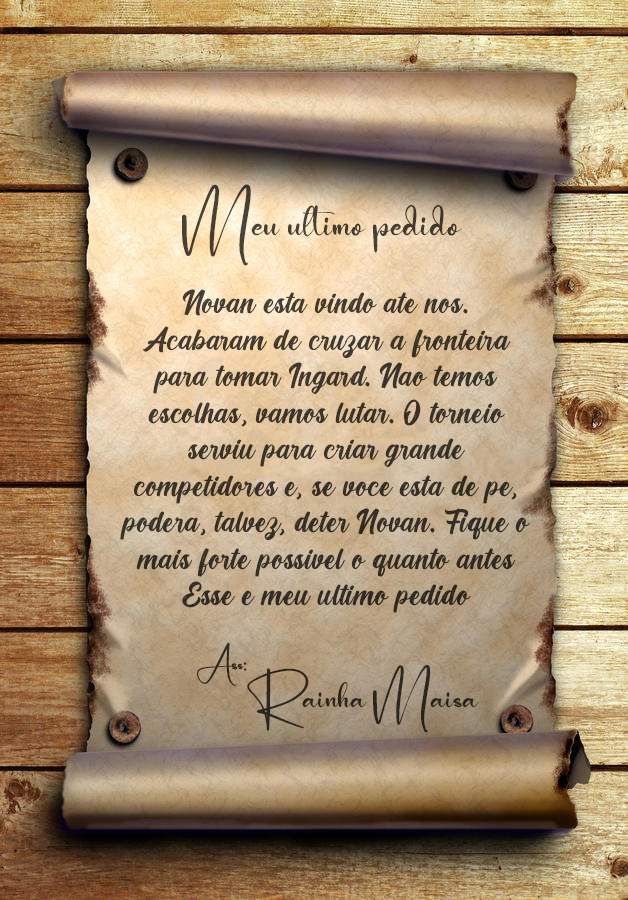 Meu ultimo pedido
Novan esta vindo ate nos.
Acabaram de cruzar a fronteira
para tomar Ingard. Nao temos
escolhas, vamos lutar. O torneio
serviu para criar grande
competidores e, se voce esta de pe,
podera, talvez, deter Novan. Fique o
mais forte possivel o quanto antes
Esse e meu ultimo pedido
Ass:
Rainha Maisa